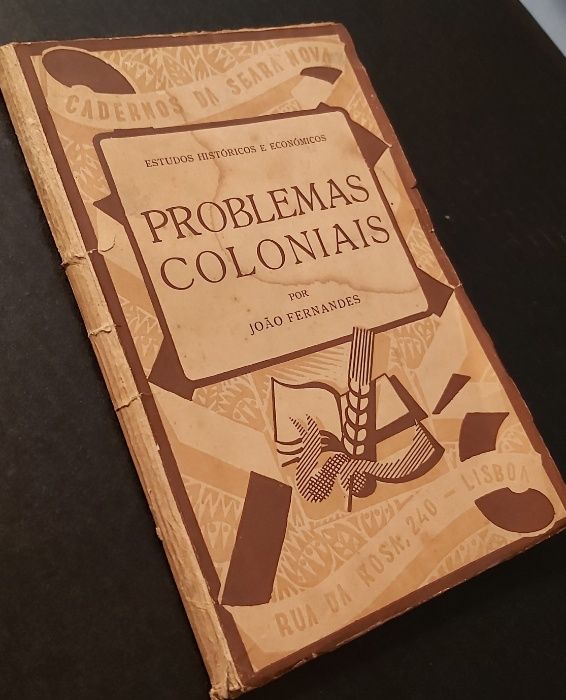 CADERNOS DA SEARA NOVA
ESTUDOS HISTÓRICOS E ECONÓMICOS
PROBLEMAS
COLONIAIS
POR
JOÃO FERNANDES
RUA DA ROSA, 240 — LISBOA